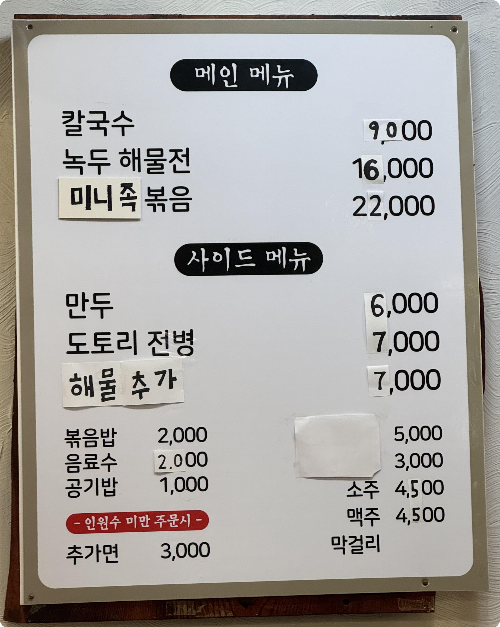 메인 메뉴
칼국수 9,000
녹두 해물전 16,000
미니족볶음 22,000
사이드 메뉴
만두 6,000
도토리 전병 7,000
해물추가 7,000
볶음밥 2,000
음료수 2.000
공기밥 1,000
- 인원수 미만 주문시 -
추가면 3,000
5,000
3,000
소주 4,500
맥주 4,500
막걸리